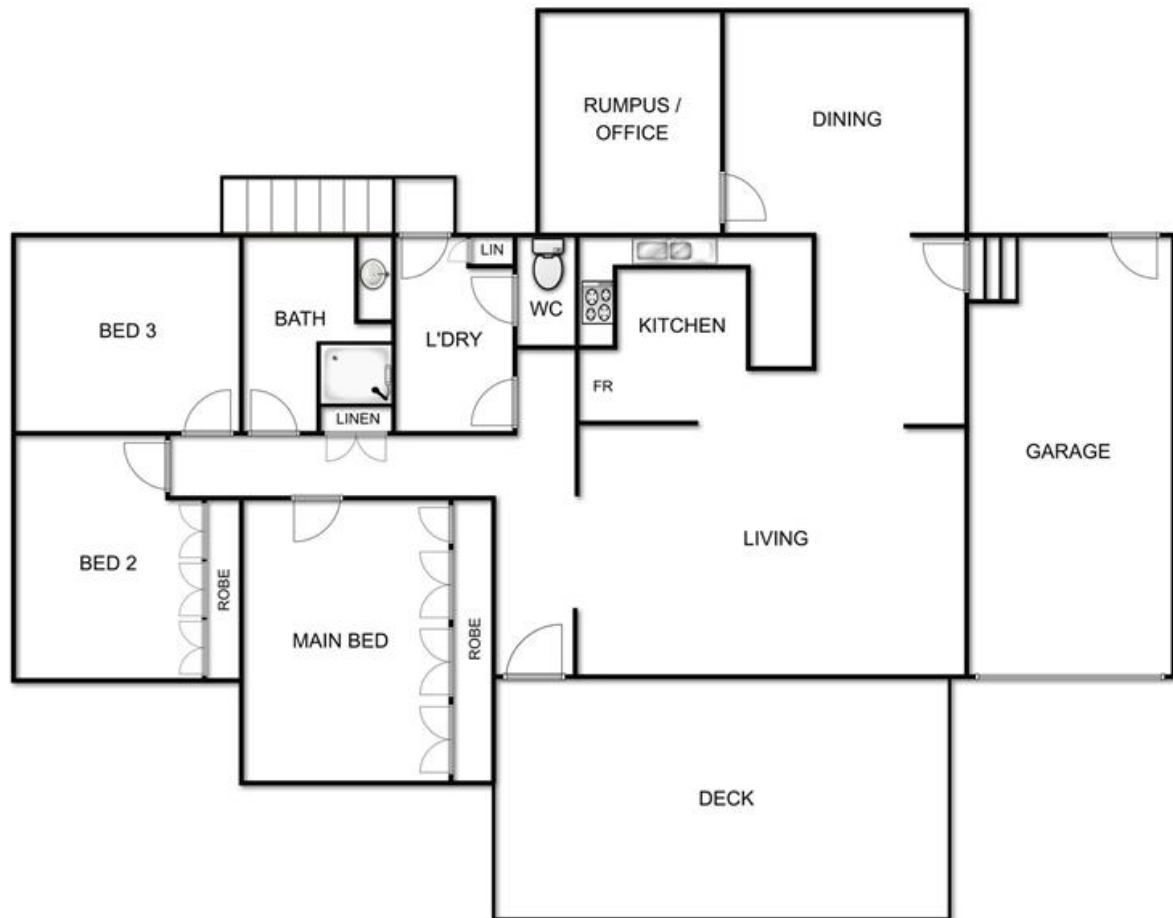 RUMPUS /
OFFICE
DINING
LIN
BED 3
BATH
L'DRY
WC
KITCHEN
FR
LINEN
GARAGE
LIVING
BED 2
ROBE
MAIN BED
ROBE
DECK